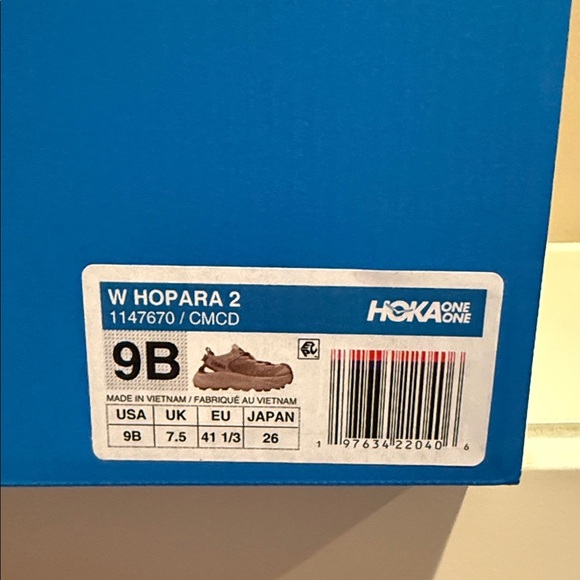 W HOPARA 2
1147670 / CMCD
HOKA ONE ONE
9B
MADE IN VIETNAM / FABRIQUÉ AU VIETNAM
USA UK EU JAPAN
9B 7.5 41 1/3 26
1 97634 22040 6